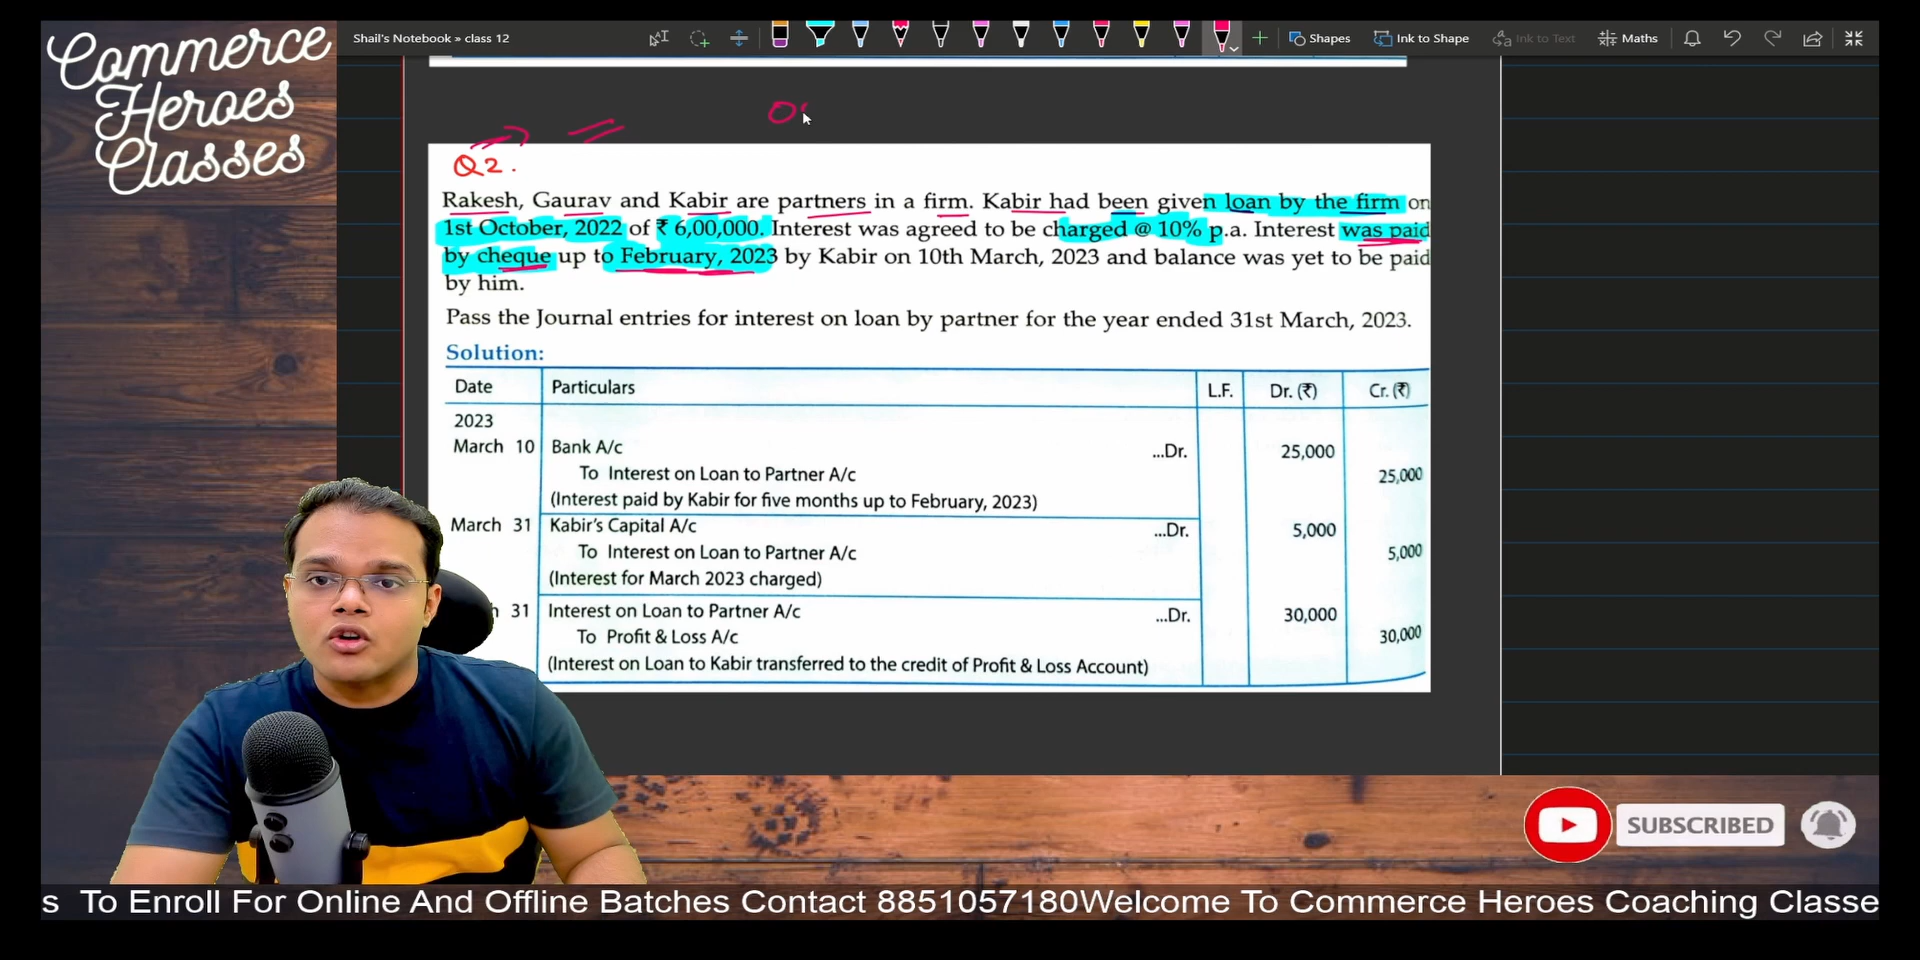 Commerce
Heroes
Classes
Shail's Notebook » class 12
Shapes
Ink to Shape
Ink to Text
Maths
Q2.
Rakesh, Gaurav and Kabir are partners in a firm. Kabir had been given loan by the firm on
1st October, 2022 of ₹ 6,00,000. Interest was agreed to be charged @ 10% p.a. Interest was paid
by cheque up to February, 2023 by Kabir on 10th March, 2023 and balance was yet to be paid
by him.
Pass the Journal entries for interest on loan by partner for the year ended 31st March, 2023.
Solution:
Date Particulars L.F. Dr. (₹) Cr. (₹)
2023
March 10 Bank A/c ...Dr. 25,000
To Interest on Loan to Partner A/c 25,000
(Interest paid by Kabir for five months up to February, 2023)
March 31 Kabir's Capital A/c ...Dr. 5,000
To Interest on Loan to Partner A/c 5,000
(Interest for March 2023 charged)
h 31 Interest on Loan to Partner A/c ...Dr. 30,000
To Profit & Loss A/c 30,000
(Interest on Loan to Kabir transferred to the credit of Profit & Loss Account)
SUBSCRIBED
s To Enroll For Online And Offline Batches Contact 8851057180Welcome To Commerce Heroes Coaching Classe